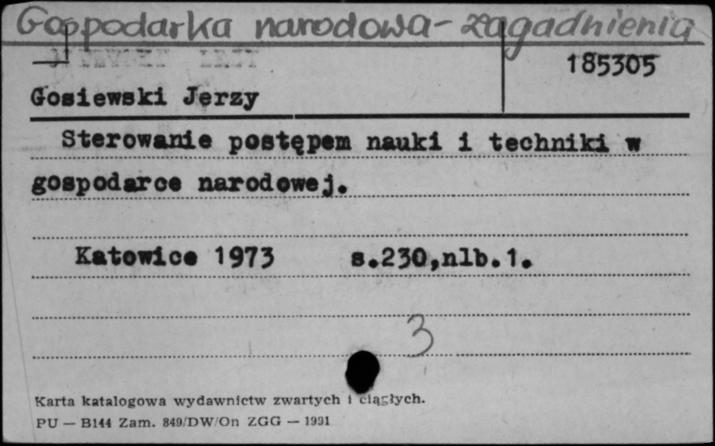 Gospodarka narodowa - zagadnienia
185305
Gosiewski Jerzy
Sterowanie postępem nauki i techniki w
gospodarce narodowej.
Katowice 1973 s.230,nlb.1.
3
Karta katalogowa wydawnictw zwartych i ciągłych.
PU — B144 Zam. 849/DW/On ZGG — 1991